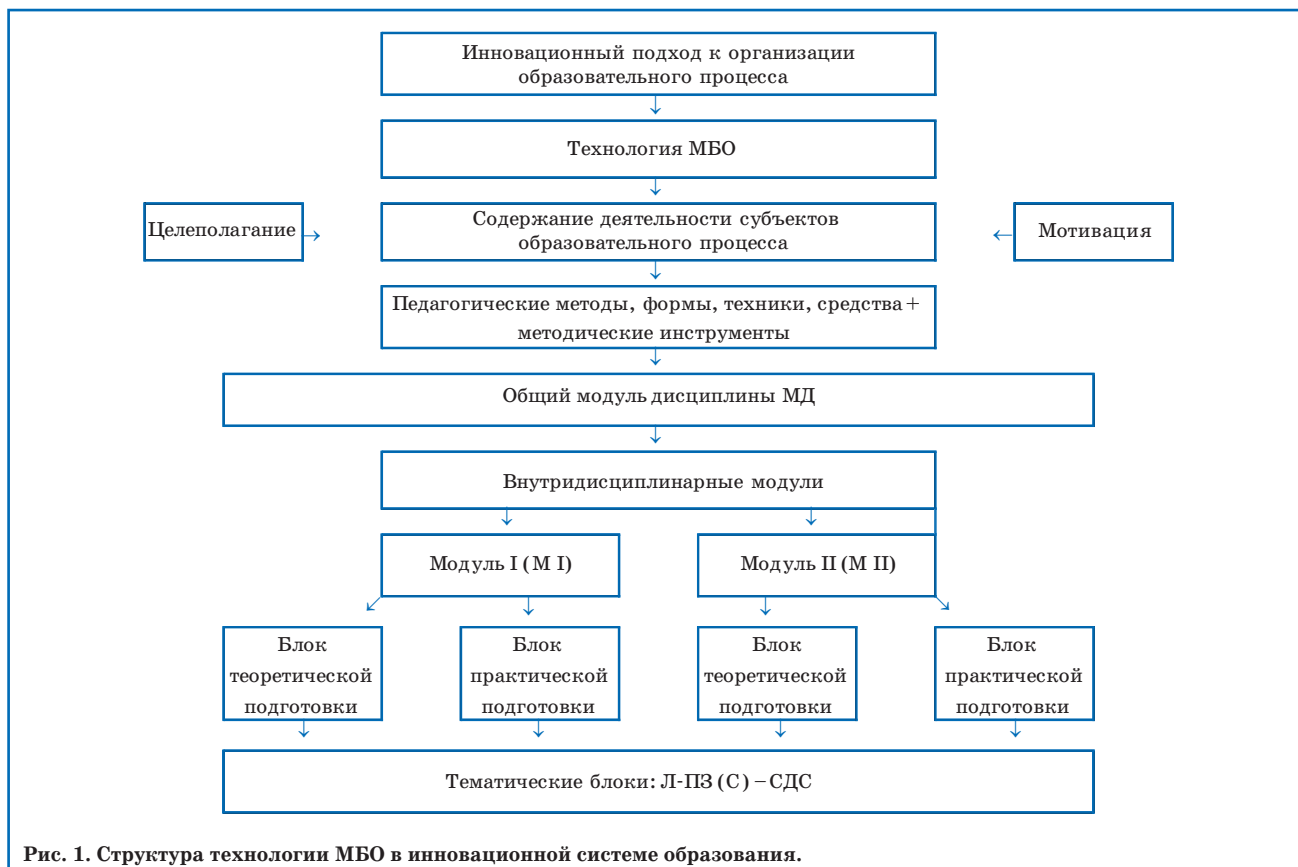 Инновационный подход к организации
образовательного процесса
Технология МБО
Целеполагание
Содержание деятельности субъектов
образовательного процесса
Мотивация
Педагогические методы, формы, техники, средства+
методические инструменты
Общий модуль дисциплины МД
Внутридисциплинарные модули
Модуль I (М I)
Модуль II (М II)
Блок
теоретической
подготовки
Блок
практической
подготовки
Блок
теоретической
подготовки
Блок
практической
подготовки
Тематические блоки: Л-ПЗ (С) – СДС
Рис. 1. Структура технологии МБО в инновационной системе образования.